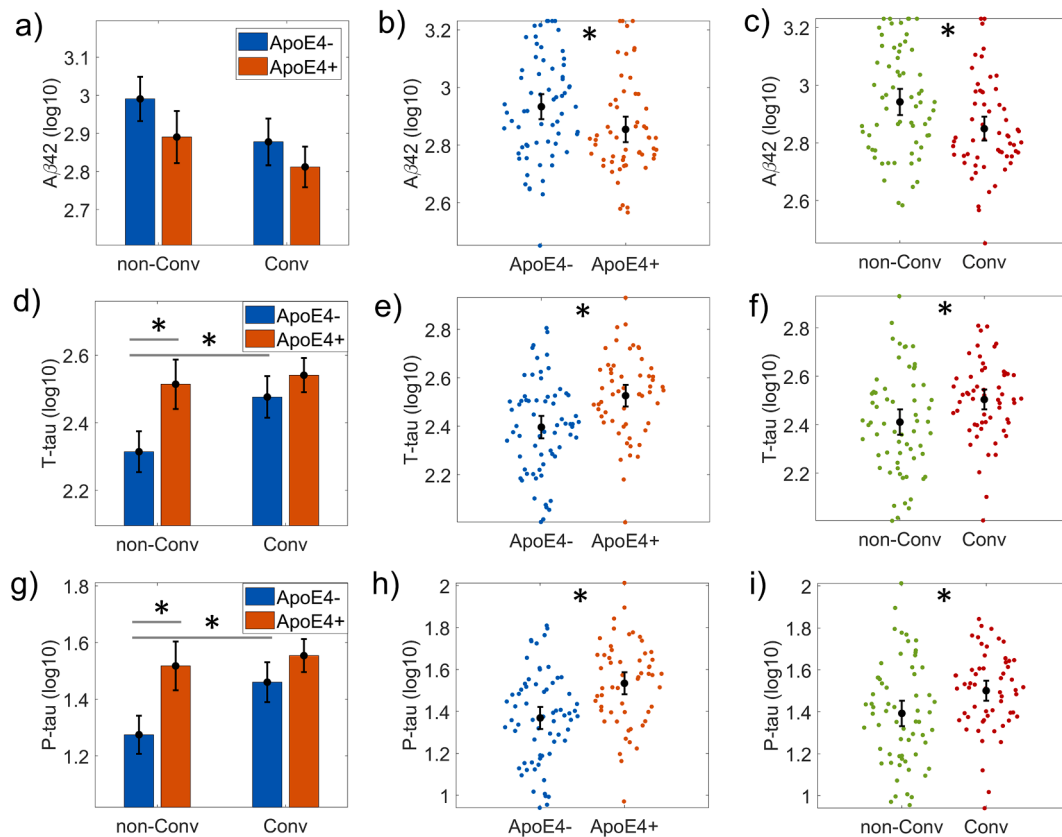 a)
Aβ42 (log10)
3.1
3
2.9
2.8
2.7
ApoE4-
ApoE4+
non-Conv
Conv
b)
Aβ42 (log10)
3.2
3
2.8
2.6
*
ApoE4-
ApoE4+
c)
Aβ42 (log10)
3.2
3
2.8
2.6
*
non-Conv
Conv
d)
T-tau (log10)
2.6
2.4
2.2
ApoE4-
ApoE4+
*
*
non-Conv
Conv
e)
T-tau (log10)
2.8
2.6
2.4
2.2
*
ApoE4-
ApoE4+
f)
T-tau (log10)
2.8
2.6
2.4
2.2
*
non-Conv
Conv
g)
P-tau (log10)
1.8
1.6
1.4
1.2
ApoE4-
ApoE4+
*
*
non-Conv
Conv
h)
P-tau (log10)
2
1.8
1.6
1.4
1.2
1
*
ApoE4-
ApoE4+
i)
P-tau (log10)
2
1.8
1.6
1.4
1.2
1
*
non-Conv
Conv